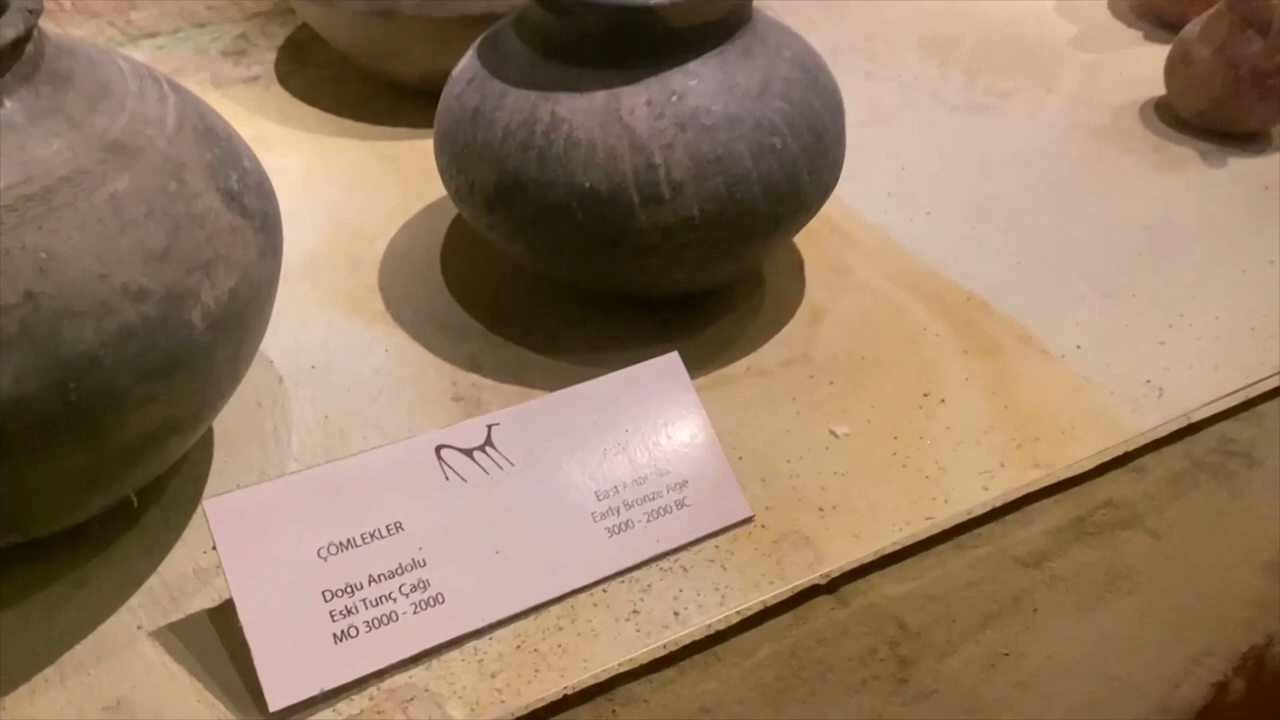 ÇÖMLEKLER
Doğu Anadolu
Eski Tunç Çağı
MÖ 3000 - 2000
East Anatolia
Early Bronze Age
3000 - 2000 BC